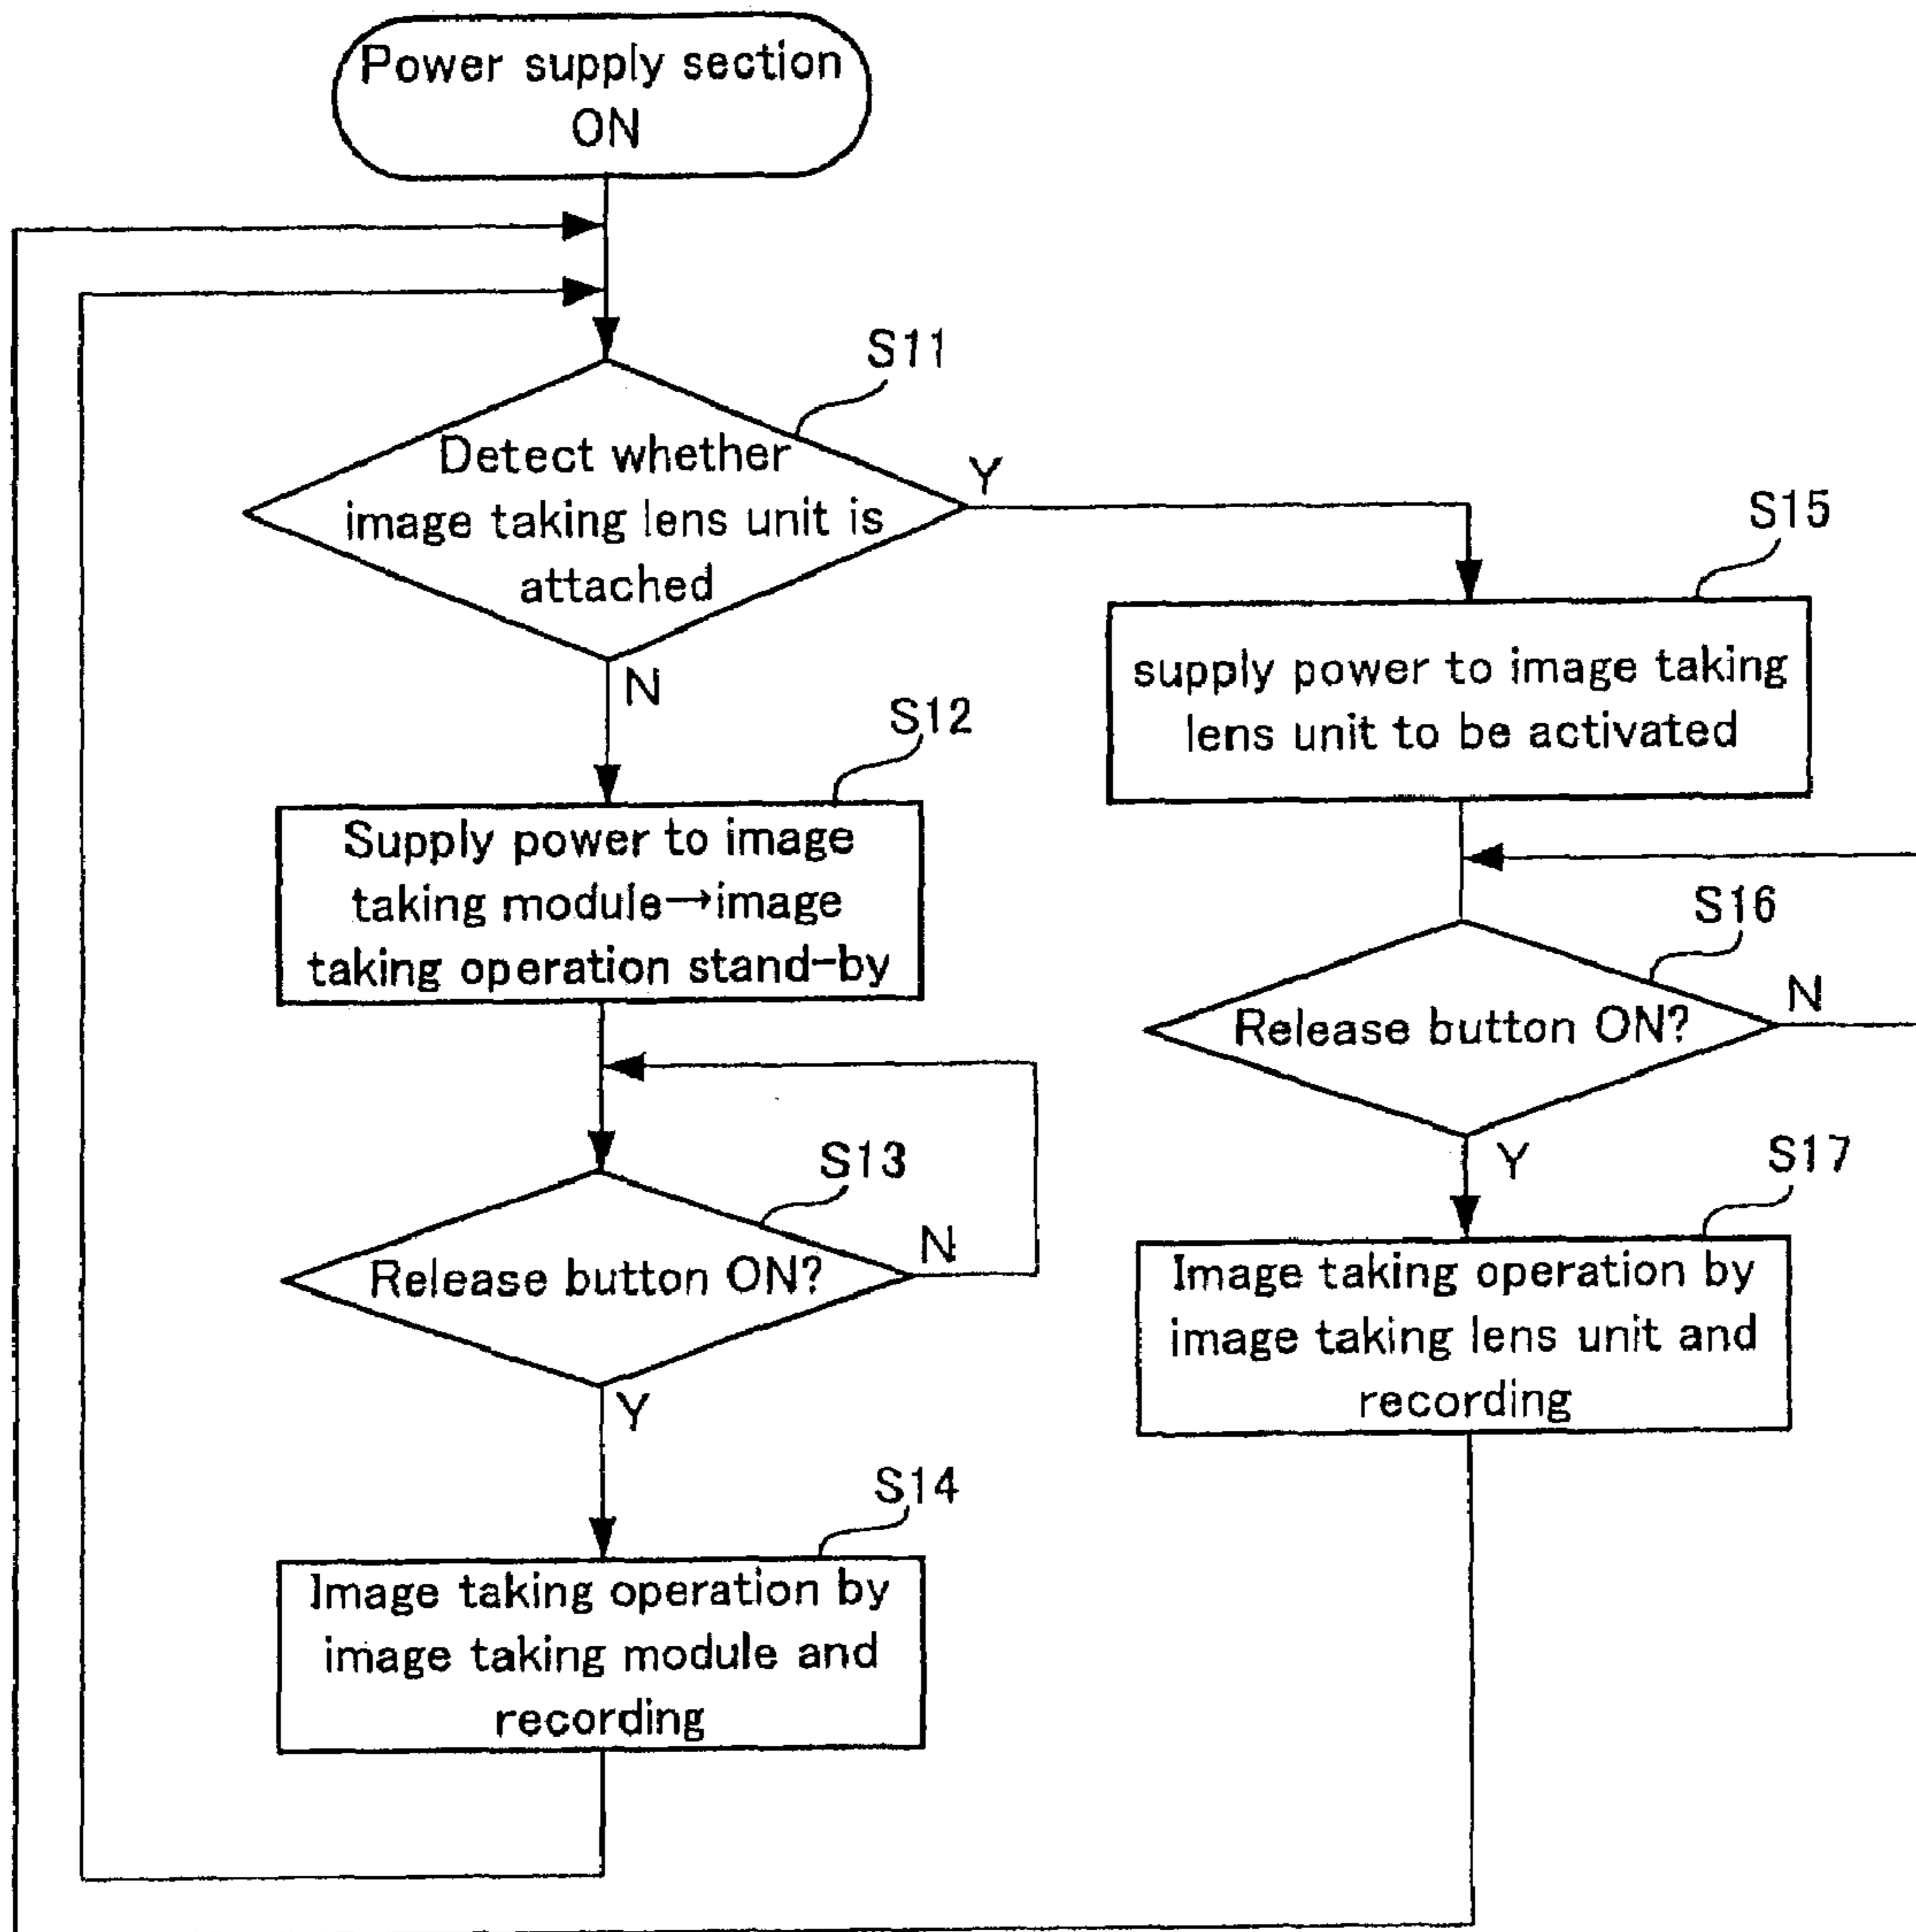 Power supply section
ON
S11
Detect whether
image taking lens unit is
attached
Y
N
S12
Supply power to image
taking module→image
taking operation stand-by
S13
Release button ON?
N
Y
S14
Image taking operation by
image taking module and
recording
S15
supply power to image taking
lens unit to be activated
S16
Release button ON?
N
Y
S17
Image taking operation by
image taking lens unit and
recording